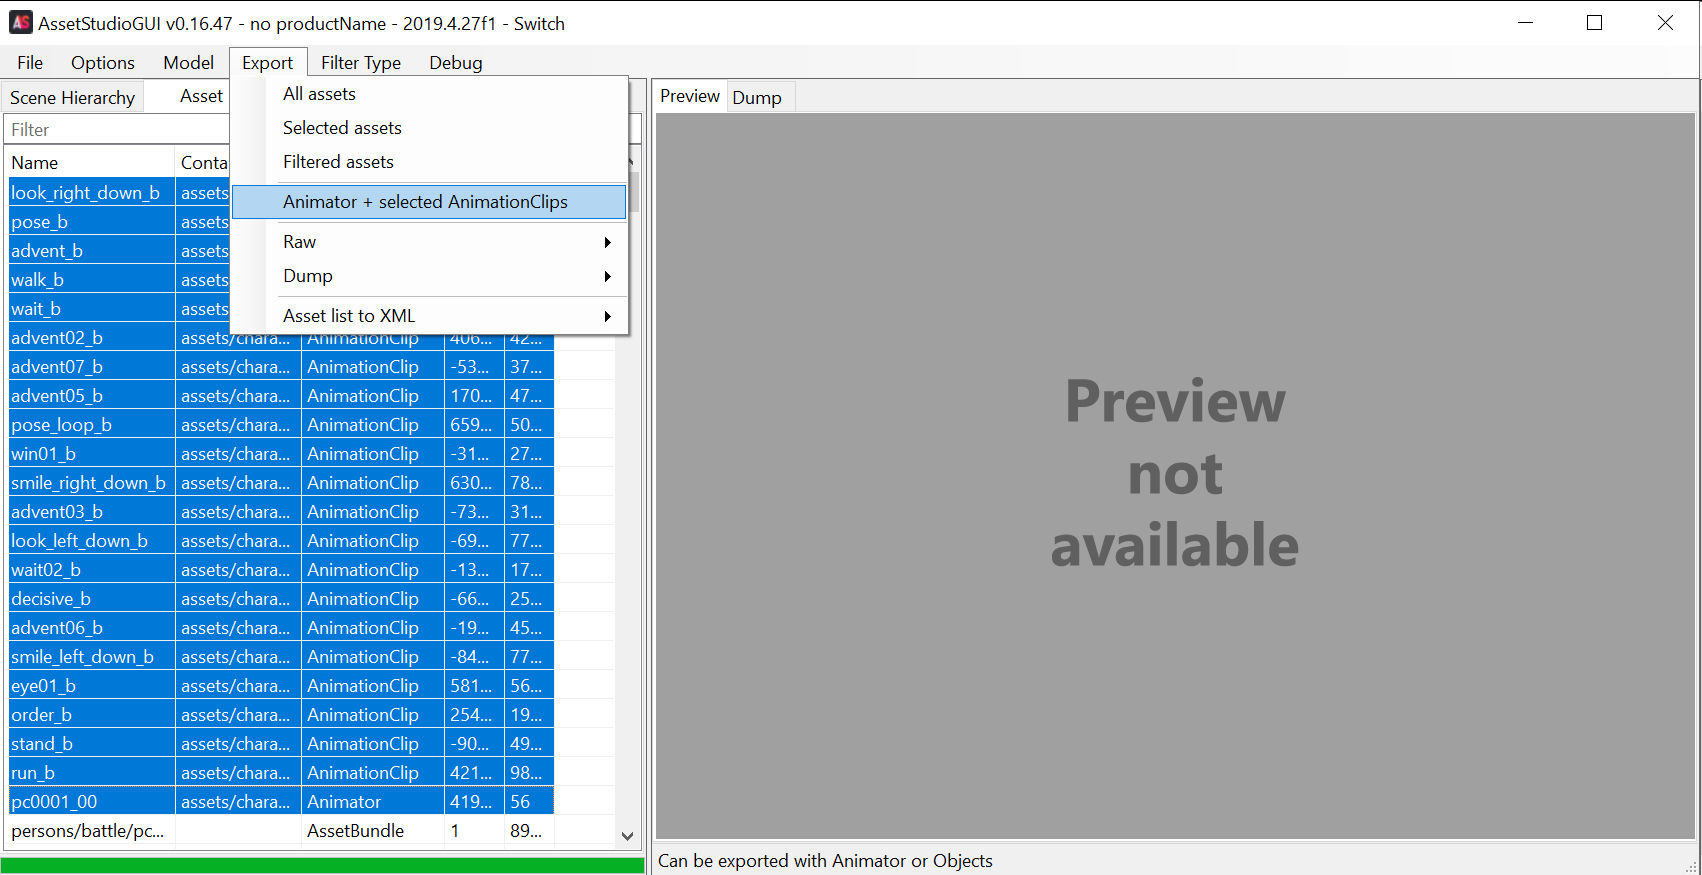 AssetStudioGUI v0.16.47 - no productName - 2019.4.27f1 - Switch
File Options Model Export Filter Type Debug
Scene Hierarchy Asset
Filter
Name Conta
All assets
Selected assets
Filtered assets
Animator + selected AnimationClips
Raw
Dump
Asset list to XML
look_right_down_b assets
pose_b assets
advent_b assets
walk_b assets
wait_b assets
advent02_b assets/chara... AnimationClip 406... 42...
advent07_b assets/chara... AnimationClip -53... 37...
advent05_b assets/chara... AnimationClip 170... 47...
pose_loop_b assets/chara... AnimationClip 659... 50...
win01_b assets/chara... AnimationClip -31... 27...
smile_right_down_b assets/chara... AnimationClip 630... 78...
advent03_b assets/chara... AnimationClip -73... 31...
look_left_down_b assets/chara... AnimationClip -69... 77...
wait02_b assets/chara... AnimationClip -13... 17...
decisive_b assets/chara... AnimationClip -66... 25...
advent06_b assets/chara... AnimationClip -19... 45...
smile_left_down_b assets/chara... AnimationClip -84... 77...
eye01_b assets/chara... AnimationClip 581... 56...
order_b assets/chara... AnimationClip 254... 19...
stand_b assets/chara... AnimationClip -90... 49...
run_b assets/chara... AnimationClip 421... 98...
pc0001_00 assets/chara... Animator 419... 56
persons/battle/pc... AssetBundle 1 89...
Preview Dump
Preview
not
available
Can be exported with Animator or Objects